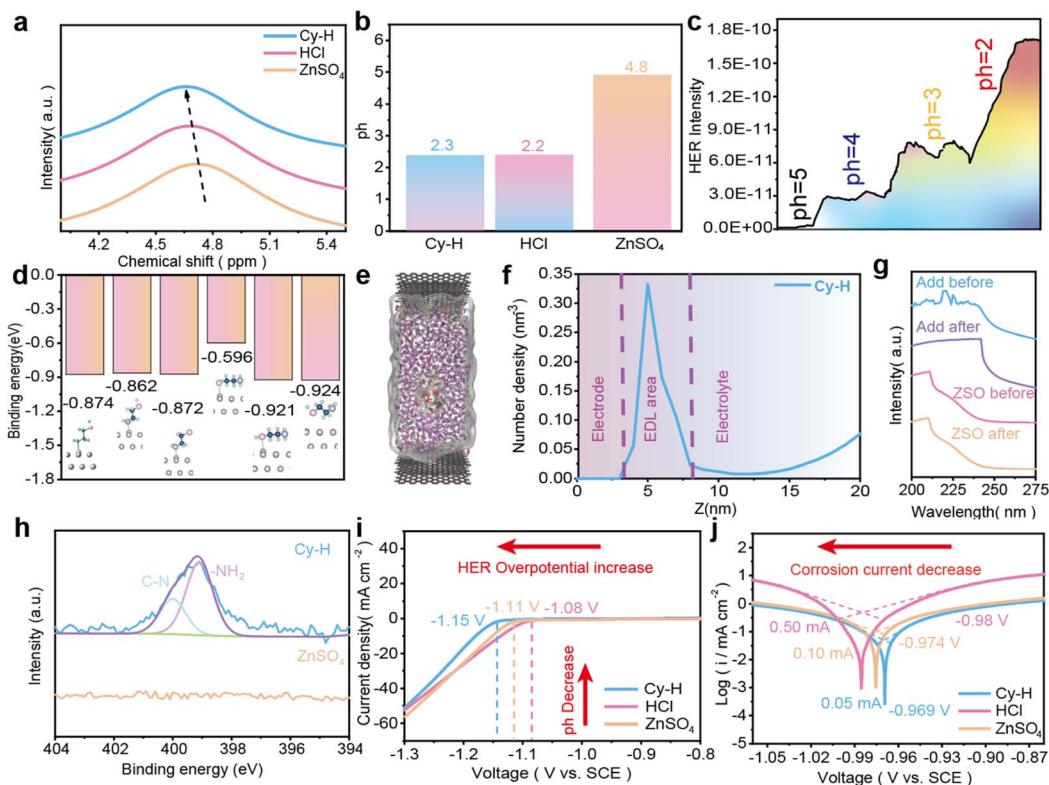 a
Cy-H
HCl
ZnSO₄
Intensity( a.u. )
4.2 4.5 4.8 5.1 5.4
Chemical shift ( ppm )
b
ph
6
5
4
3
2
1
0
2.3
2.2
4.8
Cy-H HCl ZnSO₄
c
HER Intensity
1.8E-10
1.5E-10
1.2E-10
9.0E-11
6.0E-11
3.0E-11
0.0E+00
ph=5
ph=4
ph=3
ph=2
d
Binding energy(eV)
0.0
-0.3
-0.6
-0.9
-1.2
-1.5
-1.8
-0.874
-0.862
-0.872
-0.596
-0.921
-0.924
e
f
Number density (nm³)
0.35
0.30
0.25
0.20
0.15
0.10
0.05
0.00
Cy-H
Electrode
EDL area
Electrolyte
0 5 10 15 20
Z(nm)
g
Intensity( a.u.)
Add before
Add after
ZSO before
ZSO after
200 225 250 275
Wavelength( nm )
h
Intensity (a.u.)
Cy-H
C-N
-NH₂
ZnSO₄
404 402 400 398 396 394
Binding energy (eV)
i
Current density( mA cm⁻²)
40
20
0
-20
-40
-60
HER Overpotential increase
-1.15 V
-1.11 V
-1.08 V
ph Decrease
Cy-H
HCl
ZnSO₄
-1.3 -1.2 -1.1 -1.0 -0.9 -0.8
Voltage ( V vs. SCE )
j
Log ( i / mA cm⁻²)
2
1
0
-1
-2
-3
-4
-5
Corrosion current decrease
0.50 mA
0.10 mA
0.05 mA
-0.98 V
-0.974 V
-0.969 V
Cy-H
HCl
ZnSO₄
-1.05 -1.02 -0.99 -0.96 -0.93 -0.90 -0.87
Voltage ( V vs. SCE )